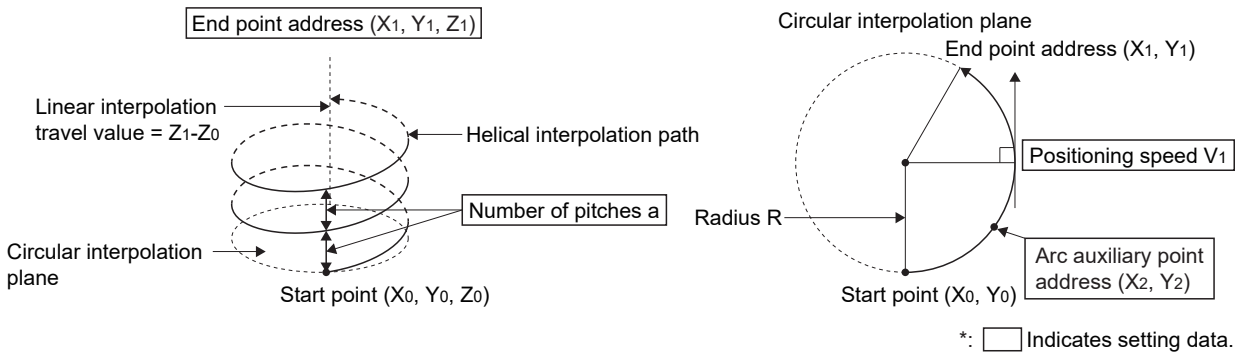 End point address (X1, Y1, Z1)
Linear interpolation
travel value = Z1-Z0
Helical interpolation path
Number of pitches a
Circular interpolation
plane
Start point (X0, Y0, Z0)
Circular interpolation plane
End point address (X1, Y1)
Positioning speed V1
Radius R
Arc auxiliary point
address (X2, Y2)
Start point (X0, Y0)
*: Indicates setting data.